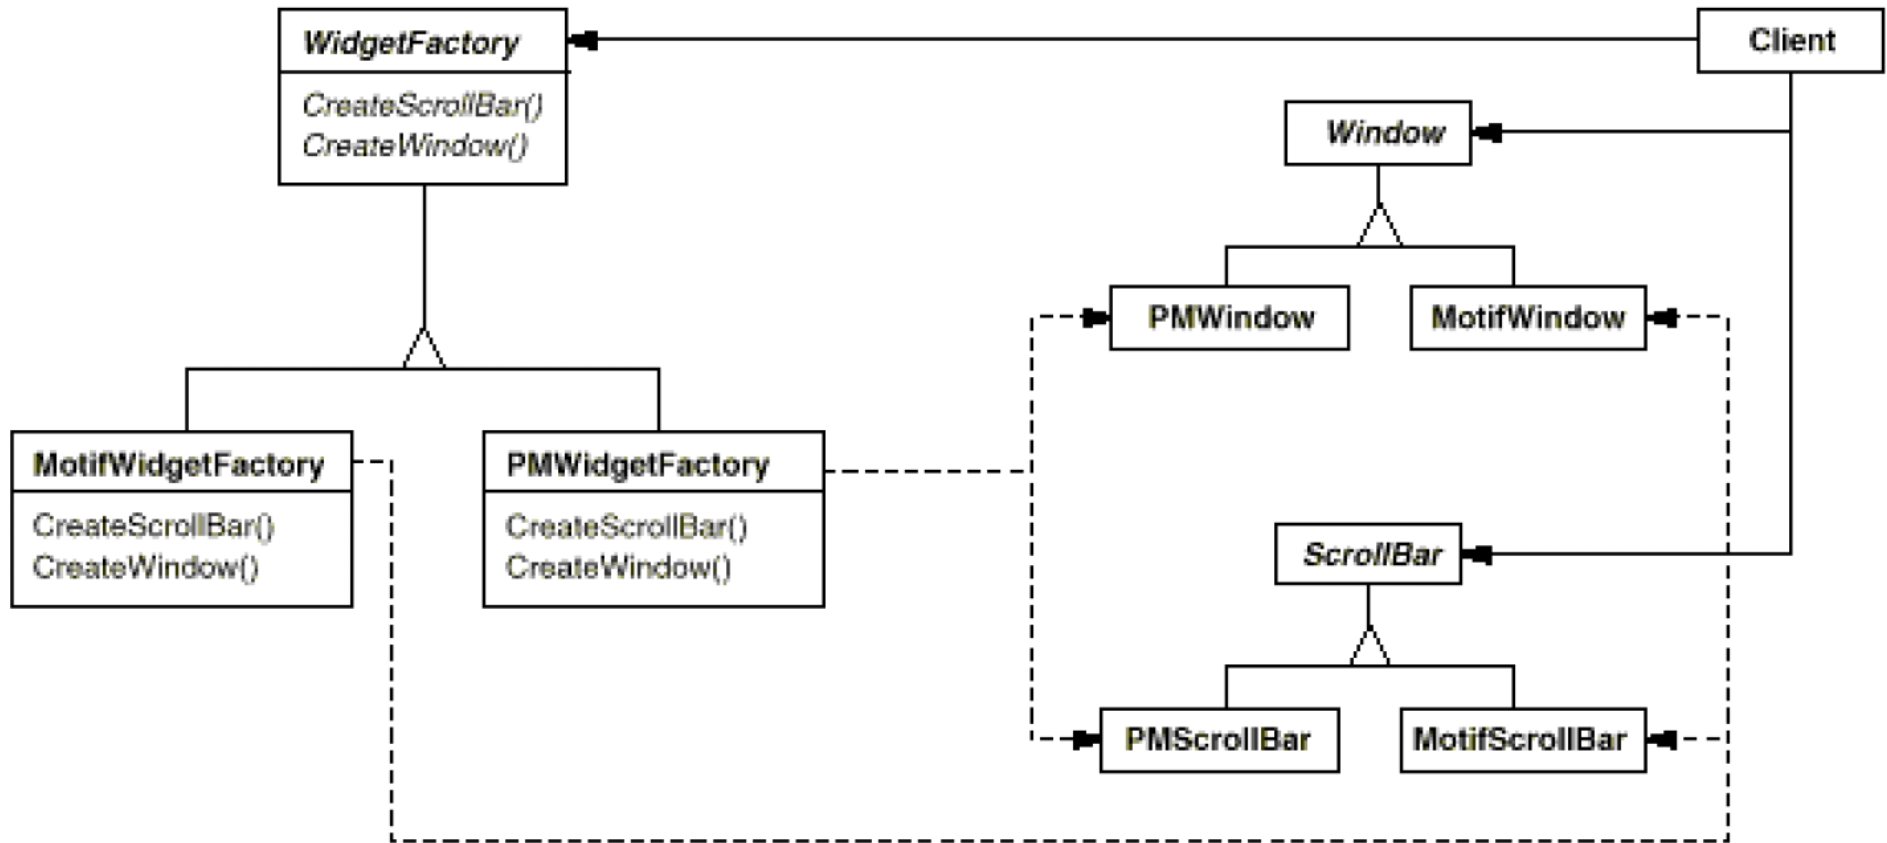 WidgetFactory
CreateScrollBar()
CreateWindow()
Client
Window
PMWindow
MotifWindow
MotifWidgetFactory
CreateScrollBar()
CreateWindow()
PMWidgetFactory
CreateScrollBar()
CreateWindow()
ScrollBar
PMScrollBar
MotifScrollBar